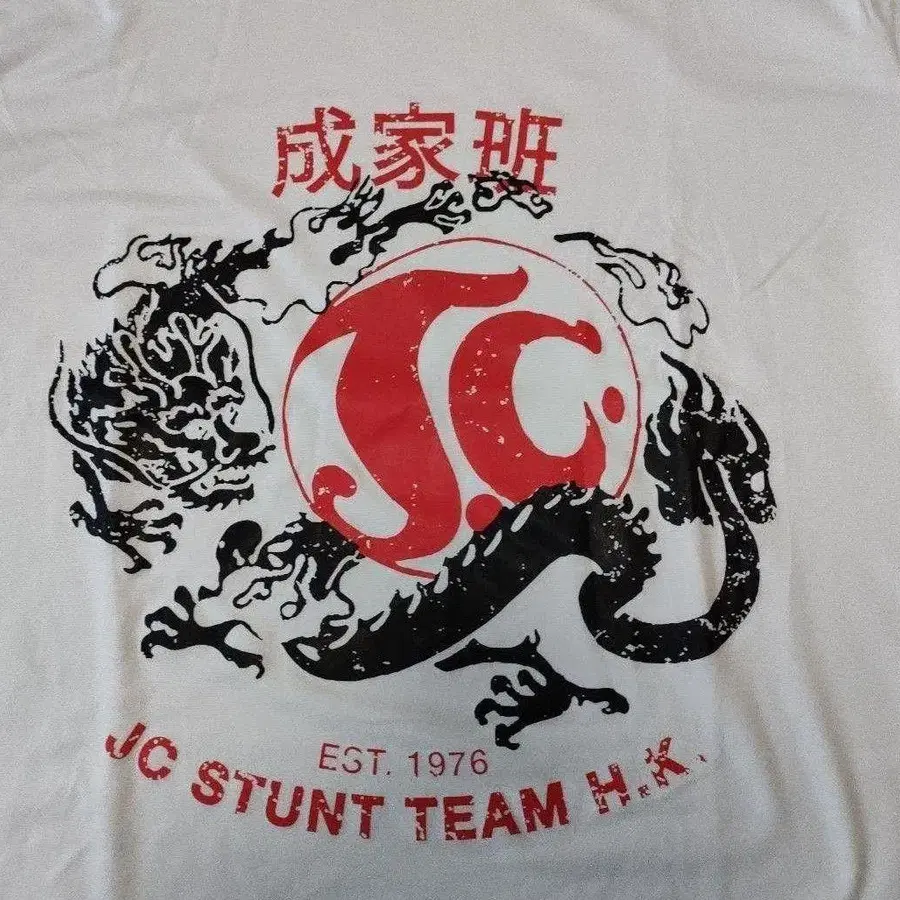 成家班
J.C.
EST. 1976
JC STUNT TEAM H.K.